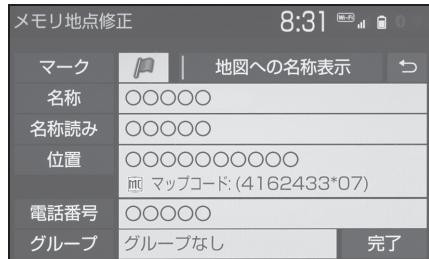 メモリ地点修正 8:31 Wi-Fi
マーク 地図への名称表示
名称 ○○○○○
名称読み ○○○○○
位置 ○○○○○○○○○○
マップコード: (4162433*07)
電話番号 ○○○○○
グループ グループなし 完了